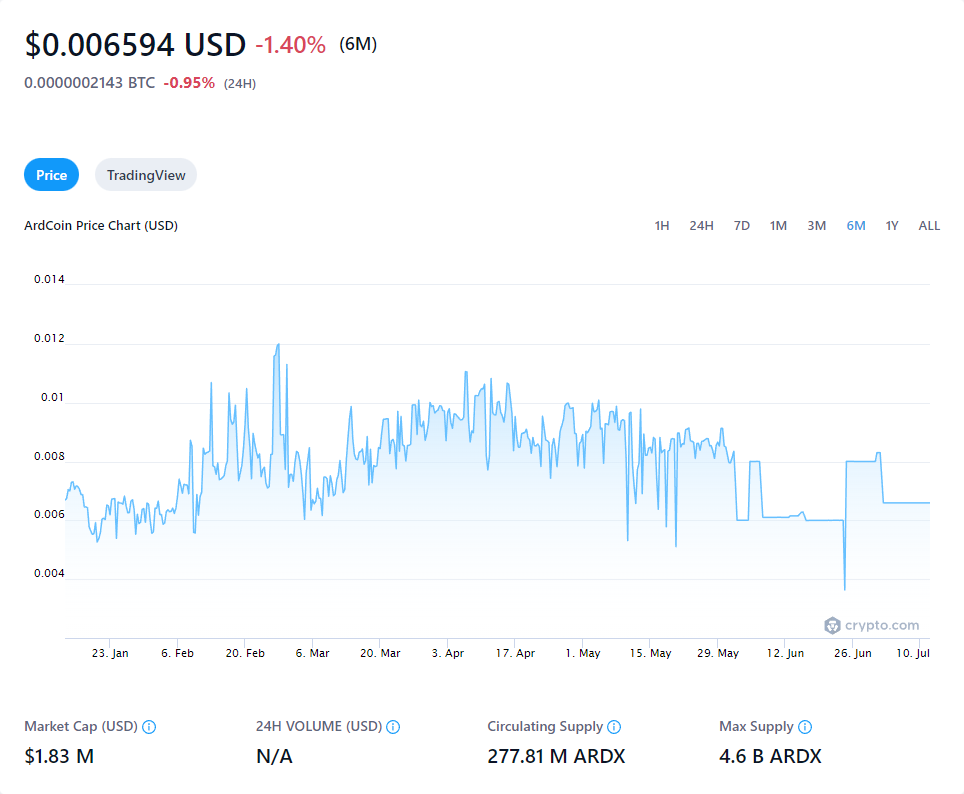 $0.006594 USD -1.40% (6M)
0.0000002143 BTC -0.95% (24H)
Price TradingView
ArdCoin Price Chart (USD) 1H 24H 7D 1M 3M 6M 1Y ALL
0.014
0.012
0.01
0.008
0.006
0.004
crypto.com
23. Jan 6. Feb 20. Feb 6. Mar 20. Mar 3. Apr 17. Apr 1. May 15. May 29. May 12. Jun 26. Jun 10. Jul
Market Cap (USD) 24H VOLUME (USD) Circulating Supply Max Supply
$1.83 M N/A 277.81 M ARDX 4.6 B ARDX